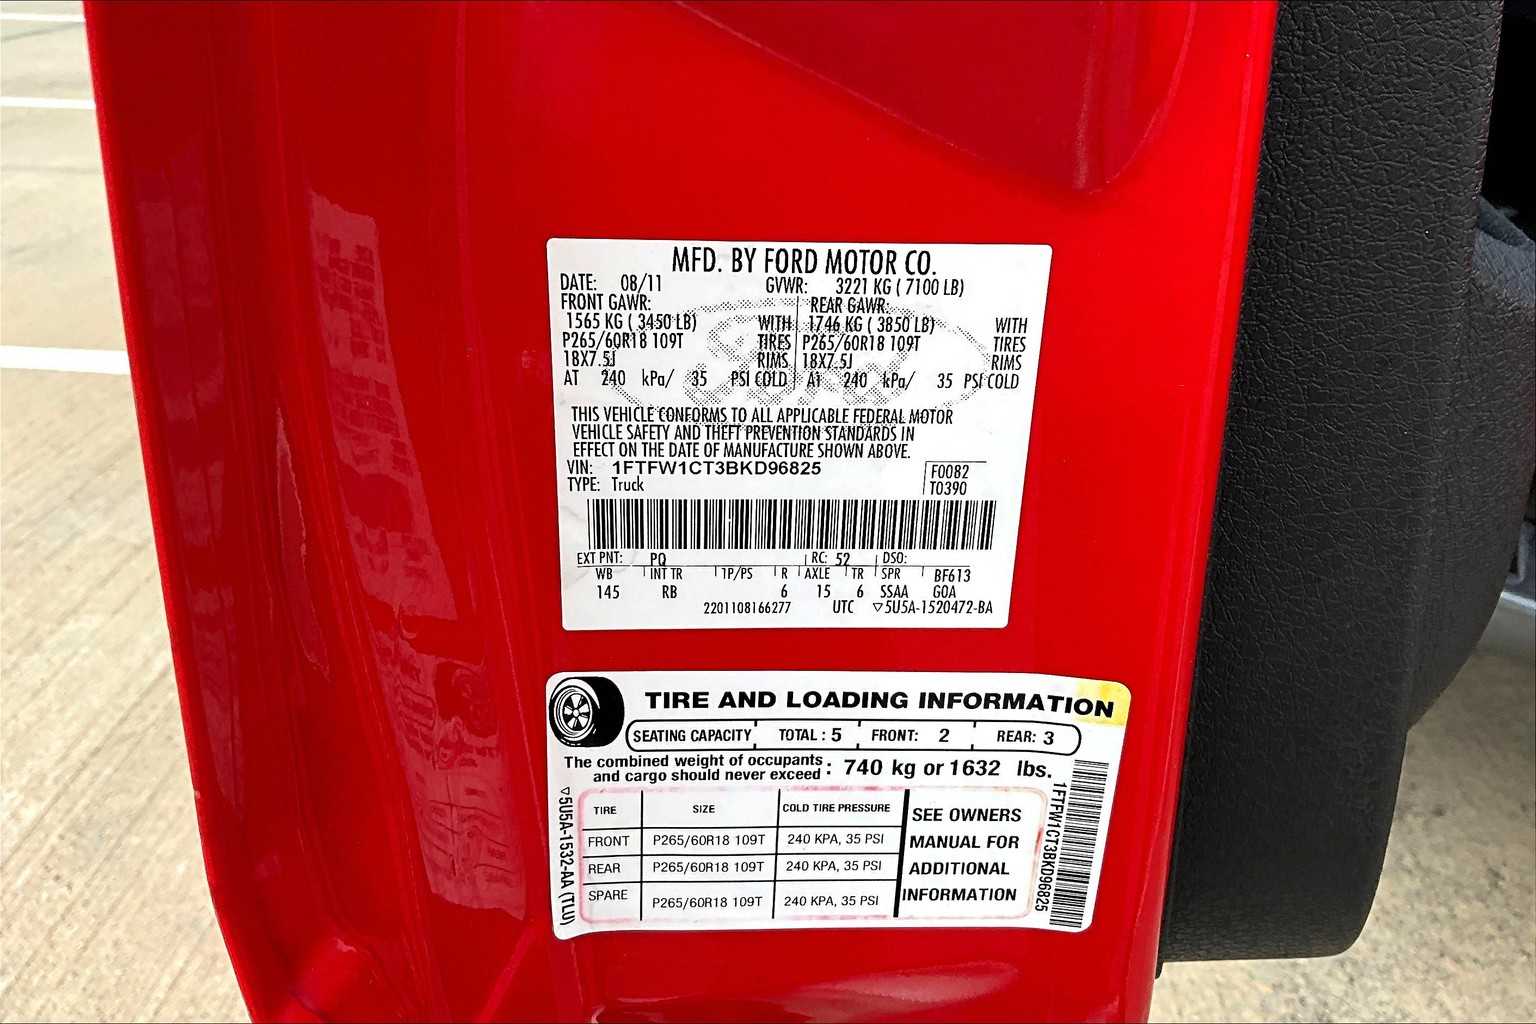 MFD. BY FORD MOTOR CO.
DATE: 08/11 GVWR: 3221 KG ( 7100 LB)
FRONT GAWR: REAR GAWR:
1565 KG ( 3450 LB) WITH 1746 KG ( 3850 LB) WITH
P265/60R18 109T TIRES P265/60R18 109T TIRES
18X7.5J RIMS 18X7.5J RIMS
AT 240 kPa/ 35 PSI COLD AT 240 kPa/ 35 PSI COLD
THIS VEHICLE CONFORMS TO ALL APPLICABLE FEDERAL MOTOR
VEHICLE SAFETY AND THEFT PREVENTION STANDARDS IN
EFFECT ON THE DATE OF MANUFACTURE SHOWN ABOVE.
VIN: 1FTFW1CT3BKD96825 F0082
TYPE: Truck T0390
EXT PNT: PQ RC: 52 DSO:
WB INT TR TP/PS R AXLE TR SPR BF613
145 RB 6 15 6 SSAA GOA
2201108166277 UTC ▽5U5A-1520472-BA
TIRE AND LOADING INFORMATION
SEATING CAPACITY TOTAL : 5 FRONT: 2 REAR: 3
The combined weight of occupants
and cargo should never exceed : 740 kg or 1632 lbs.
TIRE SIZE COLD TIRE PRESSURE
FRONT P265/60R18 109T 240 KPA, 35 PSI
REAR P265/60R18 109T 240 KPA, 35 PSI
SPARE P265/60R18 109T 240 KPA, 35 PSI
SEE OWNERS
MANUAL FOR
ADDITIONAL
INFORMATION
▽5U5A-1532-AA (TLU)
1FTFW1CT3BKD96825